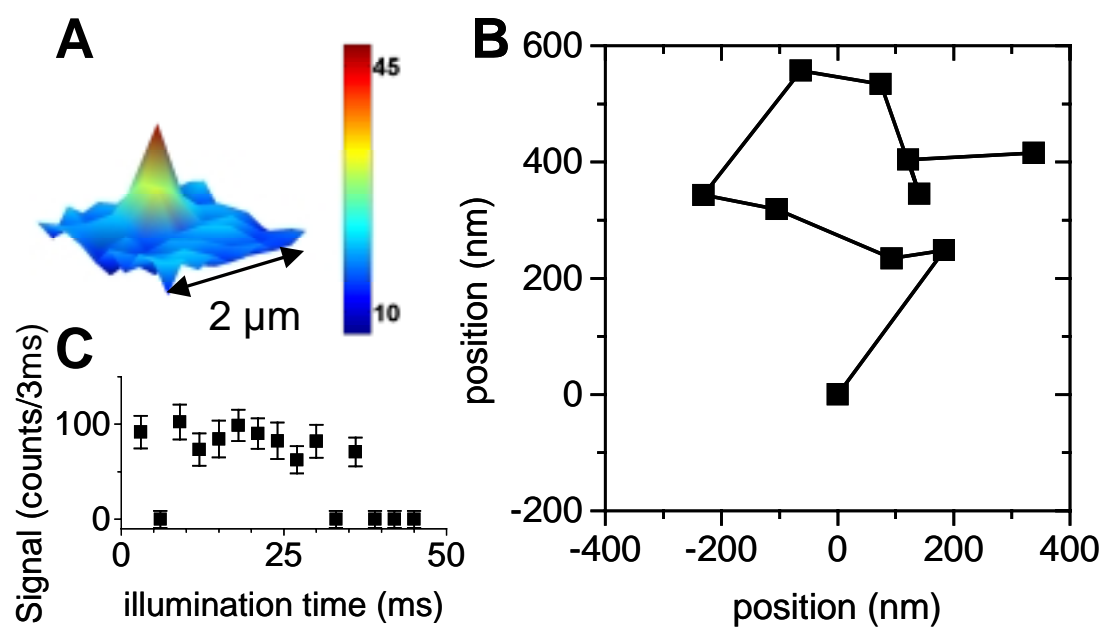 A
45
10
2 μm
B
600
400
200
0
-200
-400
-200
0
200
400
position (nm)
position (nm)
C
Signal (counts/3ms)
100
0
0
25
50
illumination time (ms)